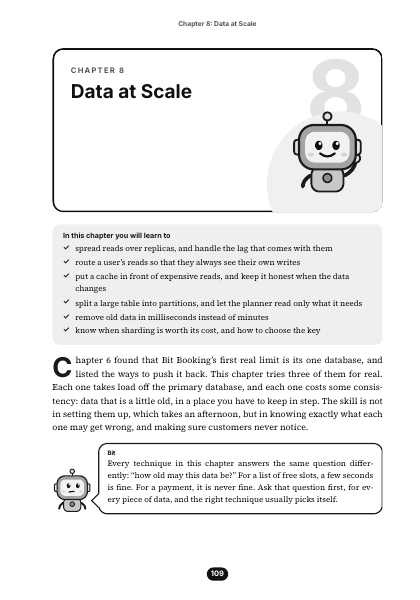 Chapter 8: Data at Scale
CHAPTER 8
8
Data at Scale
In this chapter you will learn to
✓ spread reads over replicas, and handle the lag that comes with them
✓ route a user's reads so that they always see their own writes
✓ put a cache in front of expensive reads, and keep it honest when the data
changes
✓ split a large table into partitions, and let the planner read only what it needs
✓ remove old data in milliseconds instead of minutes
✓ know when sharding is worth its cost, and how to choose the key
Chapter 6 found that Bit Booking's first real limit is its one database, and
listed the ways to push it back. This chapter tries three of them for real.
Each one takes load off the primary database, and each one costs some consis-
tency: data that is a little old, in a place you have to keep in step. The skill is not
in setting them up, which takes an afternoon, but in knowing exactly what each
one may get wrong, and making sure customers never notice.
Bit
Every technique in this chapter answers the same question differ-
ently: "how old may this data be?" For a list of free slots, a few seconds
is fine. For a payment, it is never fine. Ask that question first, for ev-
ery piece of data, and the right technique usually picks itself.
109